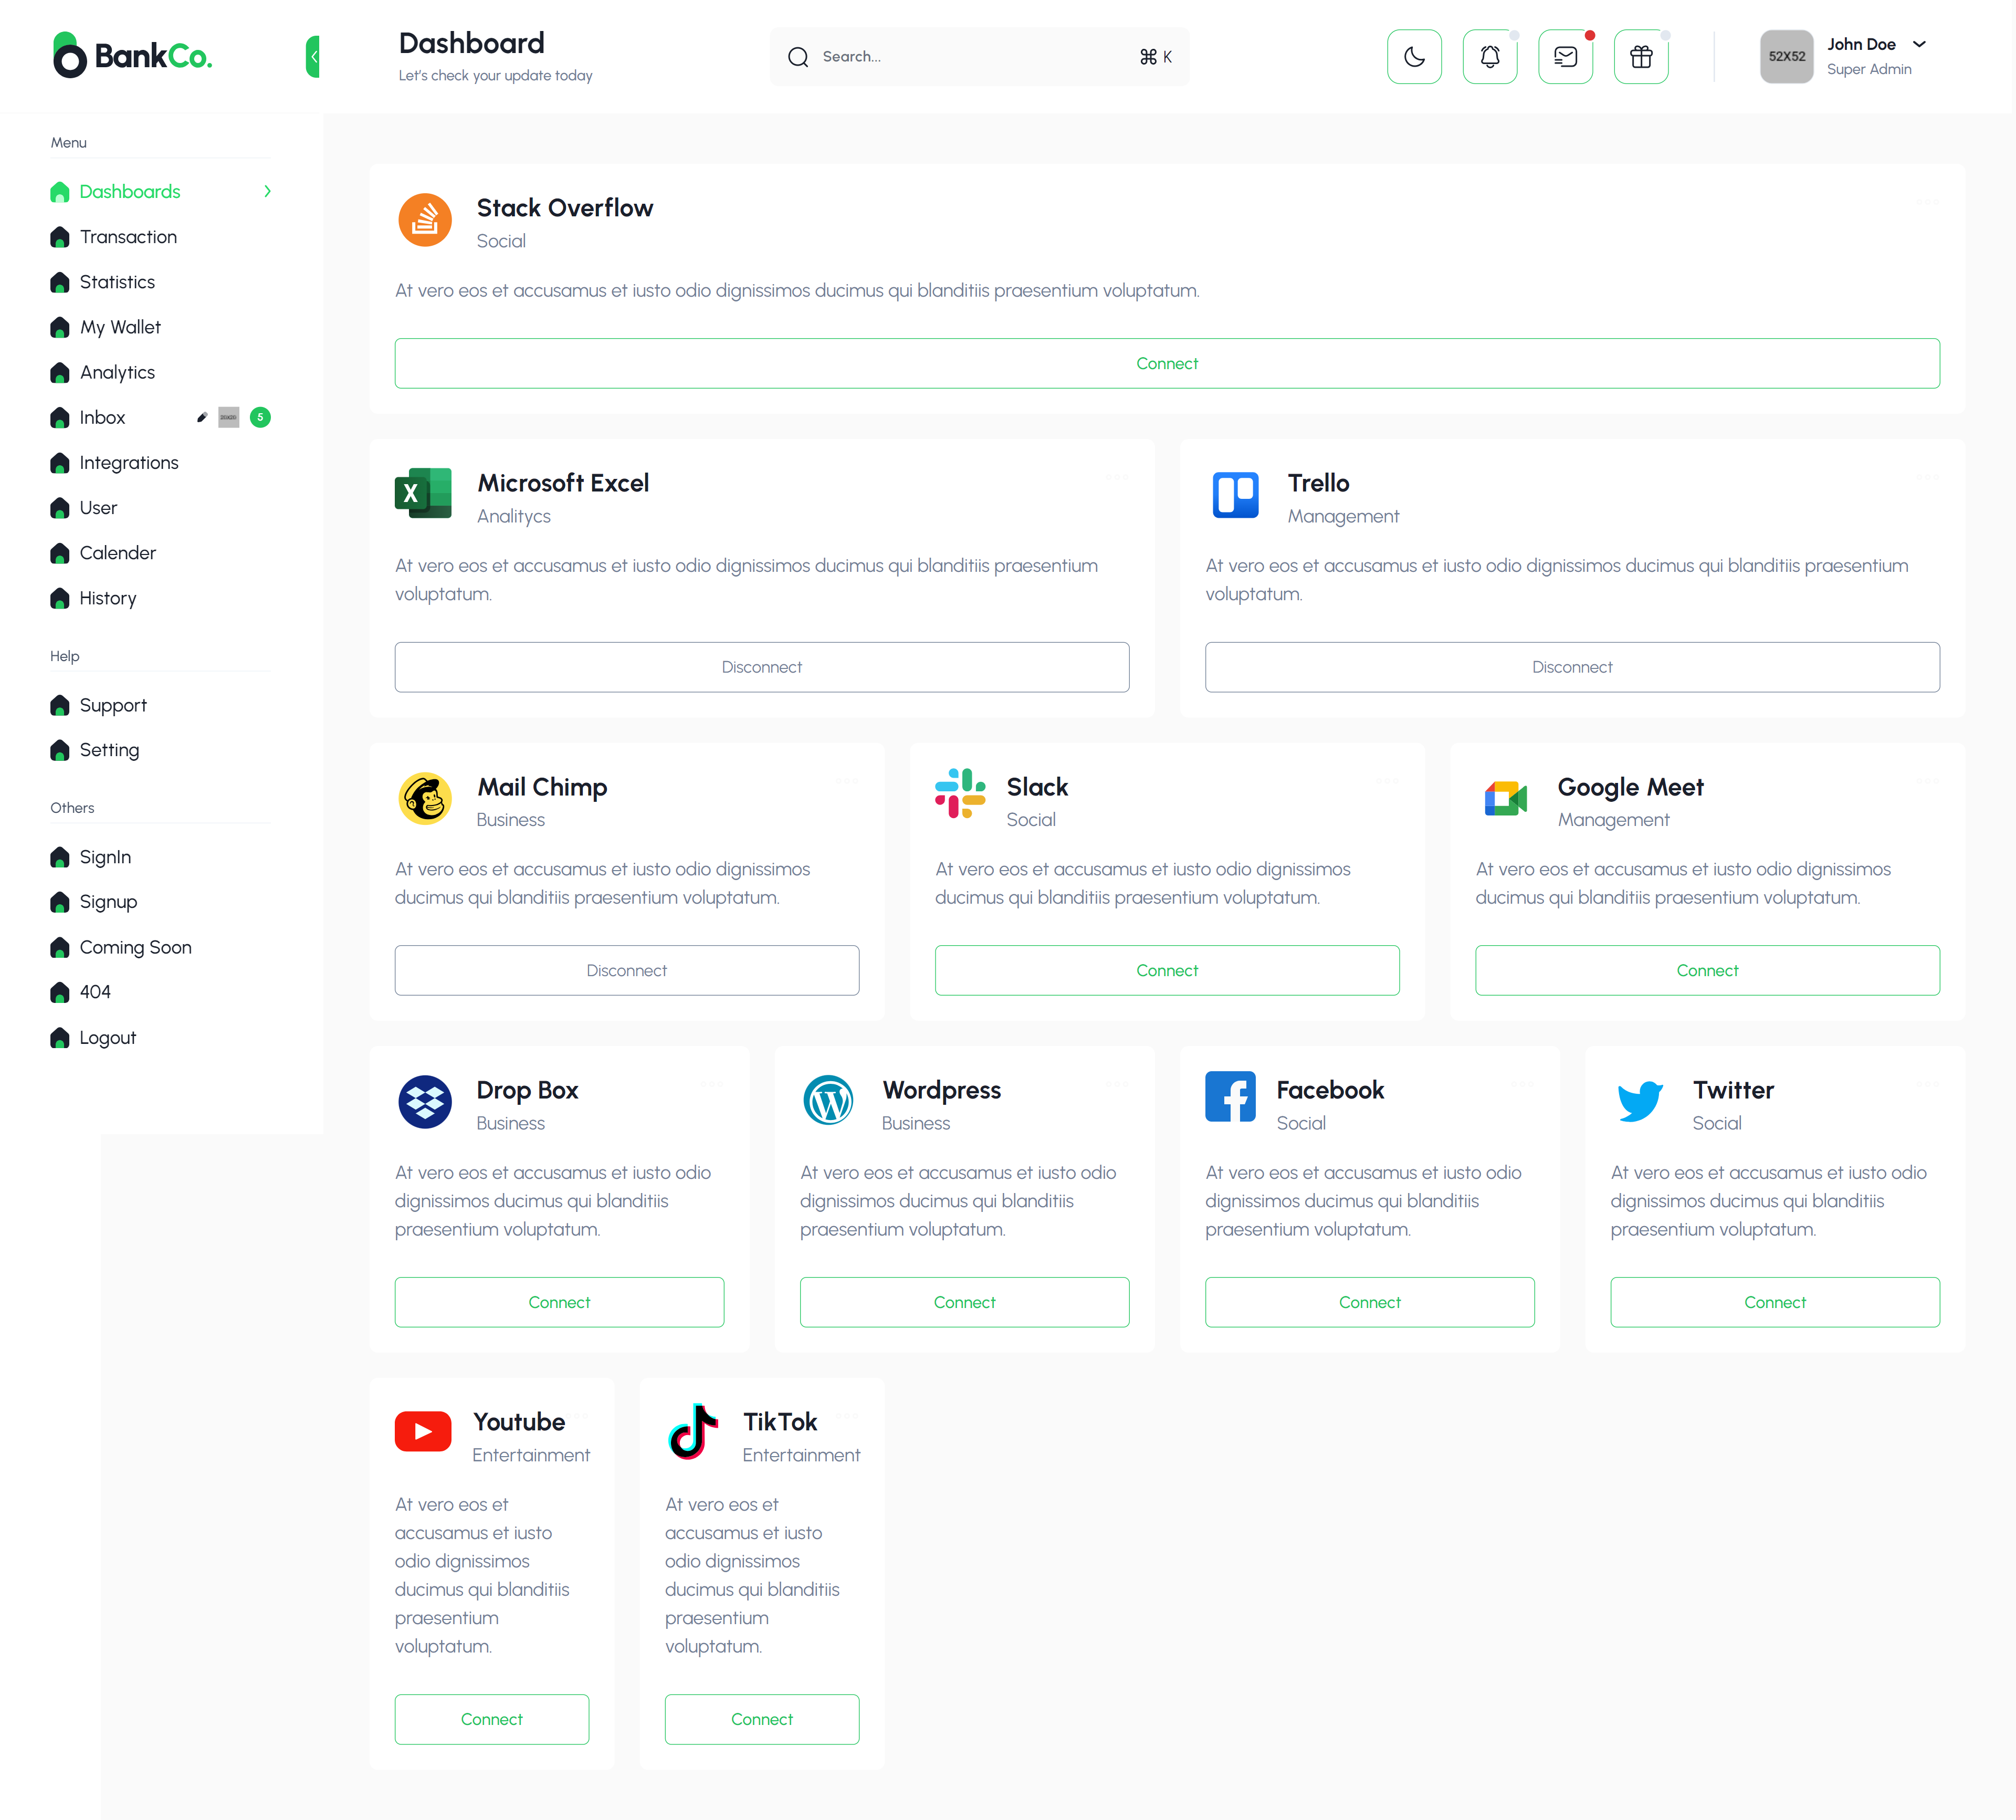 BankCo.
Dashboard
Let's check your update today
Search...
⌘ K
52X52
John Doe
Super Admin
Menu
Dashboards
Transaction
Statistics
My Wallet
Analytics
Inbox
5
Integrations
User
Calender
History
Help
Support
Setting
Others
SignIn
Signup
Coming Soon
404
Logout
Stack Overflow
Social
At vero eos et accusamus et iusto odio dignissimos ducimus qui blanditiis praesentium voluptatum.
Connect
Microsoft Excel
Analitycs
At vero eos et accusamus et iusto odio dignissimos ducimus qui blanditiis praesentium
voluptatum.
Disconnect
Trello
Management
At vero eos et accusamus et iusto odio dignissimos ducimus qui blanditiis praesentium
voluptatum.
Disconnect
Mail Chimp
Business
At vero eos et accusamus et iusto odio dignissimos
ducimus qui blanditiis praesentium voluptatum.
Disconnect
Slack
Social
At vero eos et accusamus et iusto odio dignissimos
ducimus qui blanditiis praesentium voluptatum.
Connect
Google Meet
Management
At vero eos et accusamus et iusto odio dignissimos
ducimus qui blanditiis praesentium voluptatum.
Connect
Drop Box
Business
At vero eos et accusamus et iusto odio
dignissimos ducimus qui blanditiis
praesentium voluptatum.
Connect
Wordpress
Business
At vero eos et accusamus et iusto odio
dignissimos ducimus qui blanditiis
praesentium voluptatum.
Connect
Facebook
Social
At vero eos et accusamus et iusto odio
dignissimos ducimus qui blanditiis
praesentium voluptatum.
Connect
Twitter
Social
At vero eos et accusamus et iusto odio
dignissimos ducimus qui blanditiis
praesentium voluptatum.
Connect
Youtube
Entertainment
At vero eos et
accusamus et iusto
odio dignissimos
ducimus qui blanditiis
praesentium
voluptatum.
Connect
TikTok
Entertainment
At vero eos et
accusamus et iusto
odio dignissimos
ducimus qui blanditiis
praesentium
voluptatum.
Connect